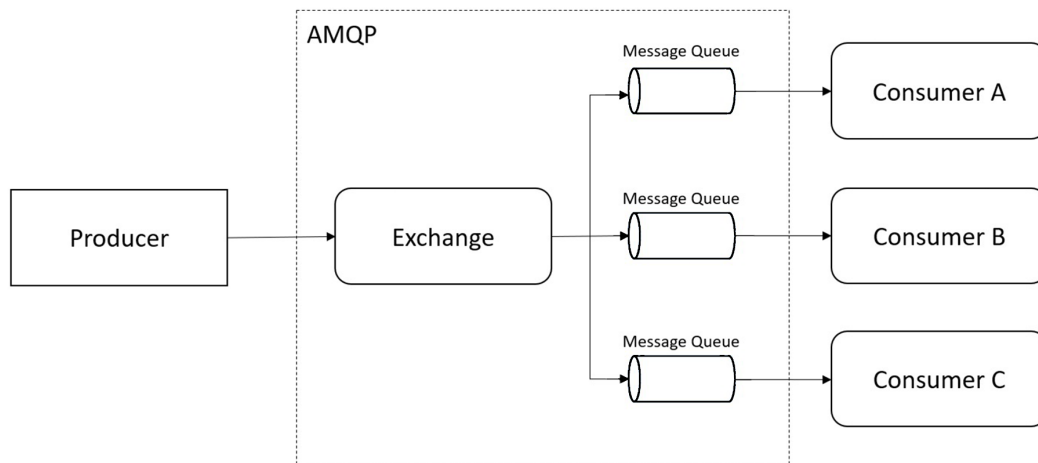 AMQP
Message Queue
Consumer A
Producer
Exchange
Message Queue
Consumer B
Message Queue
Consumer C